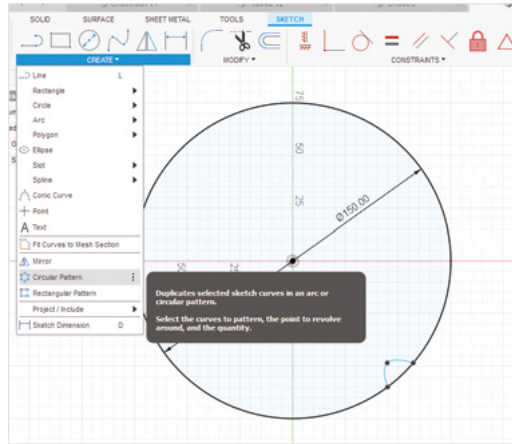 SOLID
SURFACE
SHEET METAL
TOOLS
SKETCH
CREATE ▾
MODIFY ▾
CONSTRAINTS ▾
Line L
Rectangle
Circle
Arc
Polygon
Ellipse
Slot
Spline
Conic Curve
Point
Text
Fit Curves to Mesh Section
Mirror
Circular Pattern
Rectangular Pattern
Project / Include
Sketch Dimension D
Duplicates selected sketch curves in an arc or
circular pattern.
Select the curves to pattern, the point to revolve
around, and the quantity.
75
50
25
Ø150.00